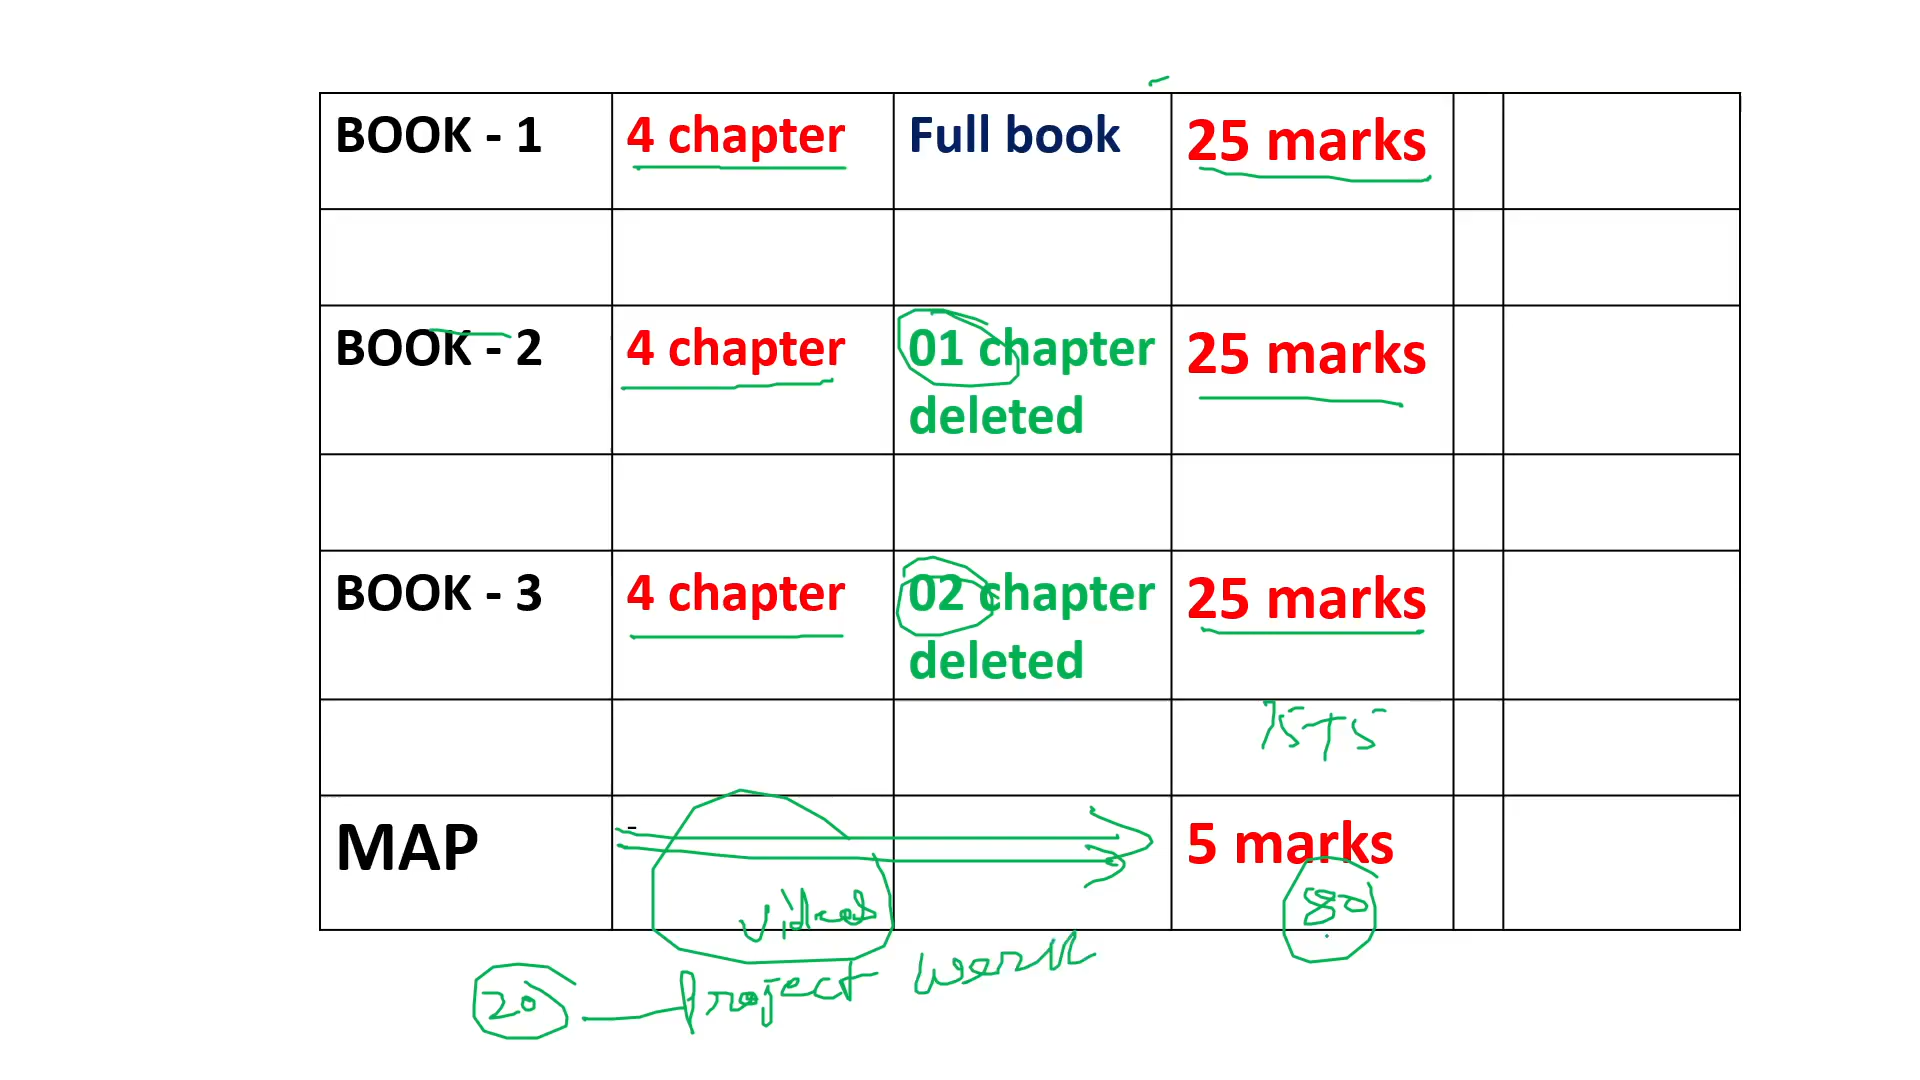 BOOK - 1 4 chapter Full book 25 marks
BOOK - 2 4 chapter 01 chapter deleted 25 marks
BOOK - 3 4 chapter 02 chapter deleted 25 marks
75+5
MAP - 5 marks
80
20 — Project work